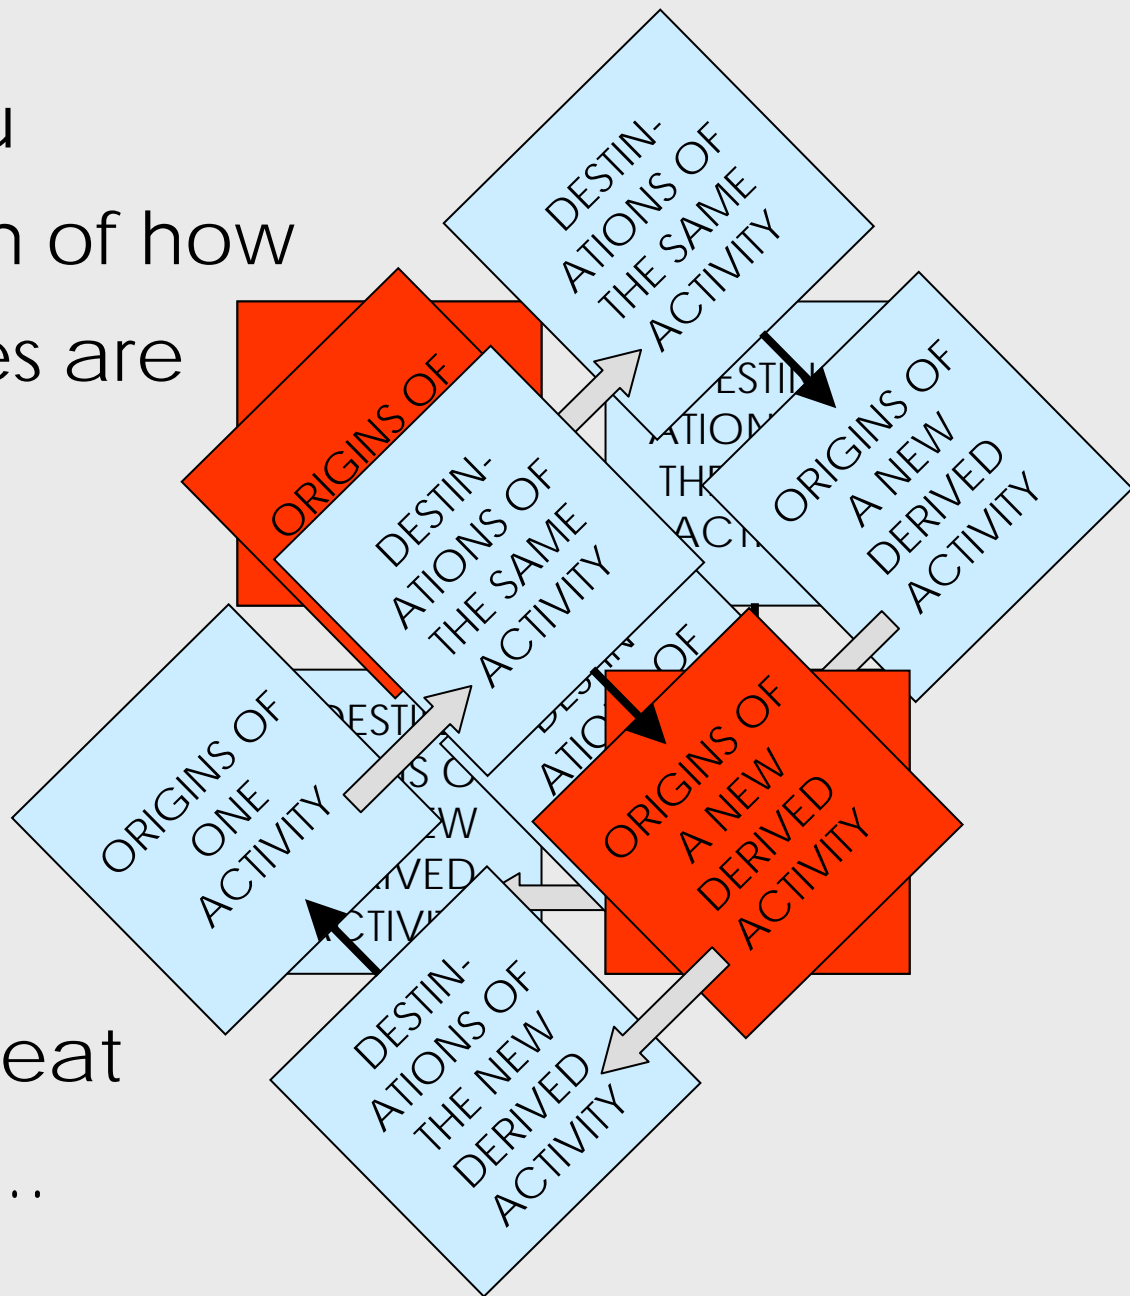 of how
are
DESTIN-
ATIONS OF
THE SAME
ACTIVITY
ORIGINS OF
A NEW
DERIVED
ACTIVITY
ORIGINS OF
DESTIN-
ATIONS OF
THE SAME
ACTIVITY
ORIGINS OF
ONE
ACTIVITY
OF
ORIGINS OF
A NEW
DERIVED
ACTIVITY
DESTIN-
ATIONS OF
THE NEW
DERIVED
ACTIVITY
..